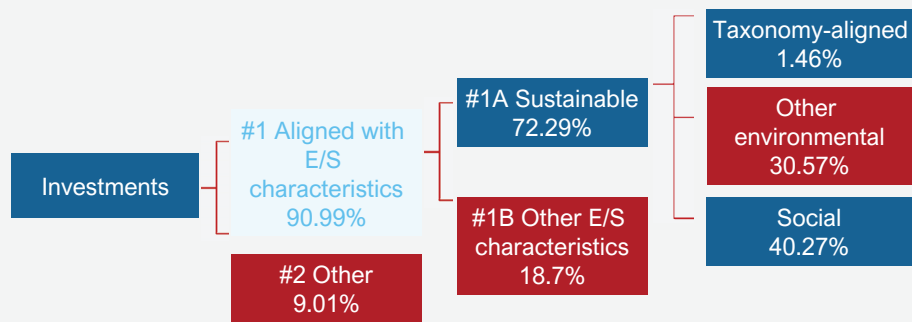 Investments
#1 Aligned with
E/S
characteristics
90.99%
#2 Other
9.01%
#1A Sustainable
72.29%
#1B Other E/S
characteristics
18.7%
Taxonomy-aligned
1.46%
Other
environmental
30.57%
Social
40.27%